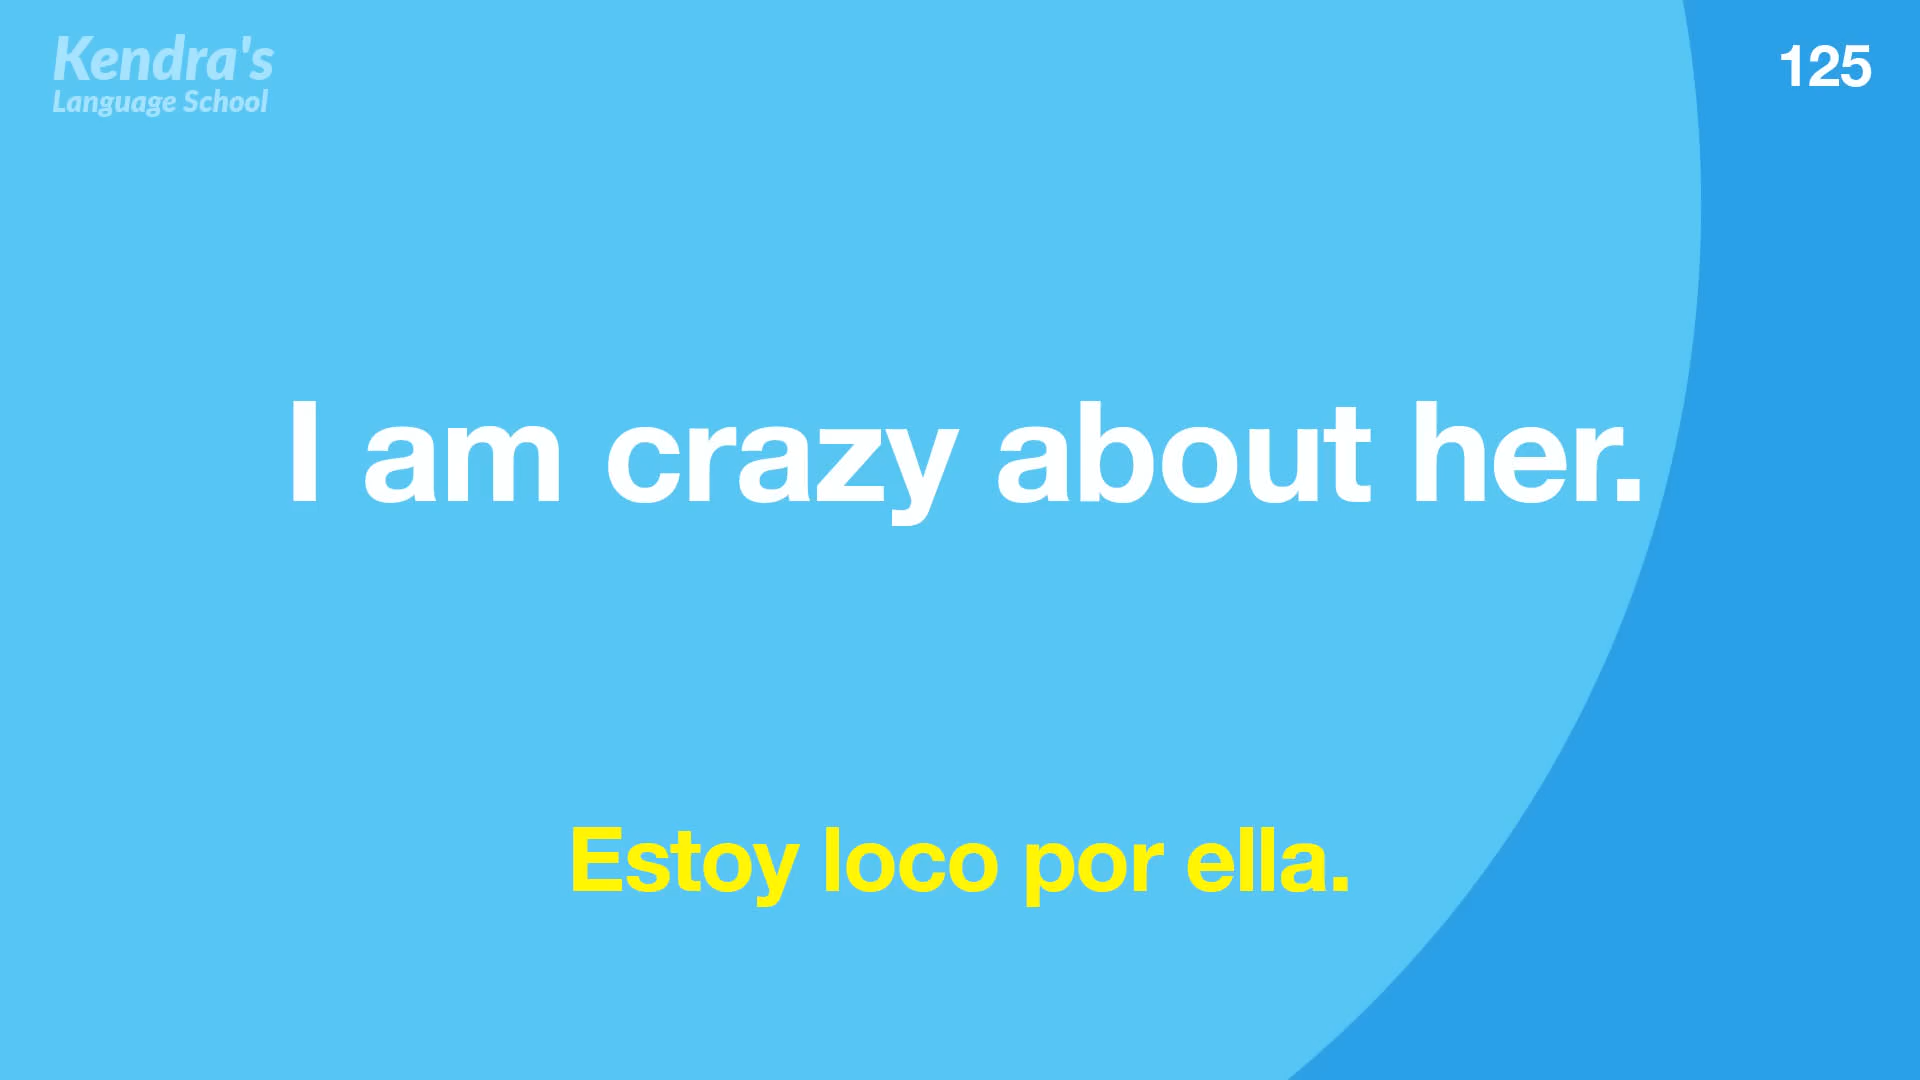 Kendra's
Language School
125
I am crazy about her.
Estoy loco por ella.